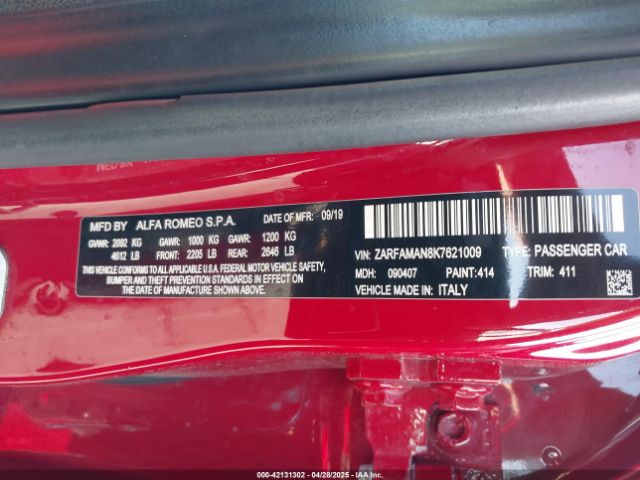 MFD BY ALFA ROMEO S.P.A. DATE OF MFR: 09/19
GVWR: 2092 KG GAWR: 1000 KG GAWR: 1200 KG
4612 LB FRONT: 2205 LB REAR: 2646 LB
THIS VEHICLE CONFORMS TO ALL APPLICABLE FEDERAL MOTOR VEHICLE SAFETY,
BUMPER, AND THEFT PREVENTION STANDARDS IN EFFECT ON
THE DATE OF MANUFACTURE SHOWN ABOVE.
VIN: ZARFAMAN8K7621009 TYPE: PASSENGER CAR
MDH: 090407 PAINT: 414 TRIM: 411
VEHICLE MADE IN: ITALY
000-42131302 04/28/2025 - IAAI.COM